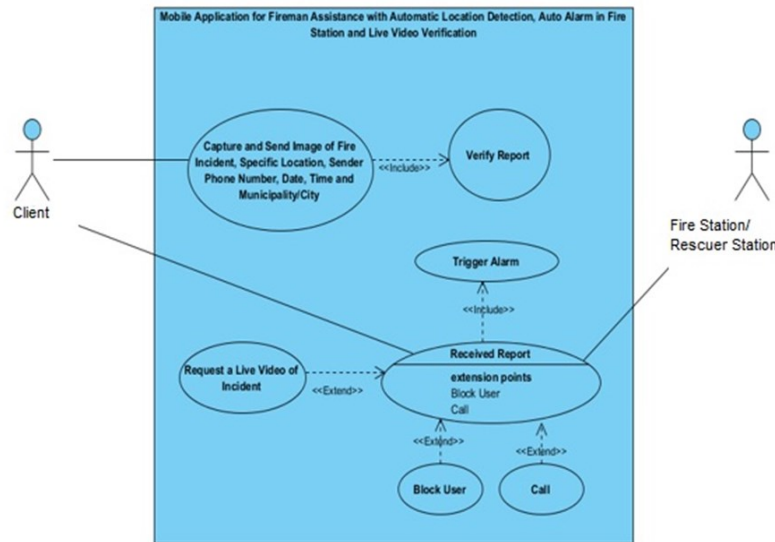 Mobile Application for Fireman Assistance with Automatic Location Detection, Auto Alarm in Fire
Station and Live Video Verification
Capture and Send Image of Fire
Incident, Specific Location, Sender
Phone Number, Date, Time and
Municipality/City
<<Include>>
Verify Report
Client
Fire Station/
Rescuer Station
Trigger Alarm
<<Include>>
Request a Live Video of
Incident
<<Extend>>
Received Report
extension points
Block User
Call
<<Extend>>
<<Extend>>
Block User
Call